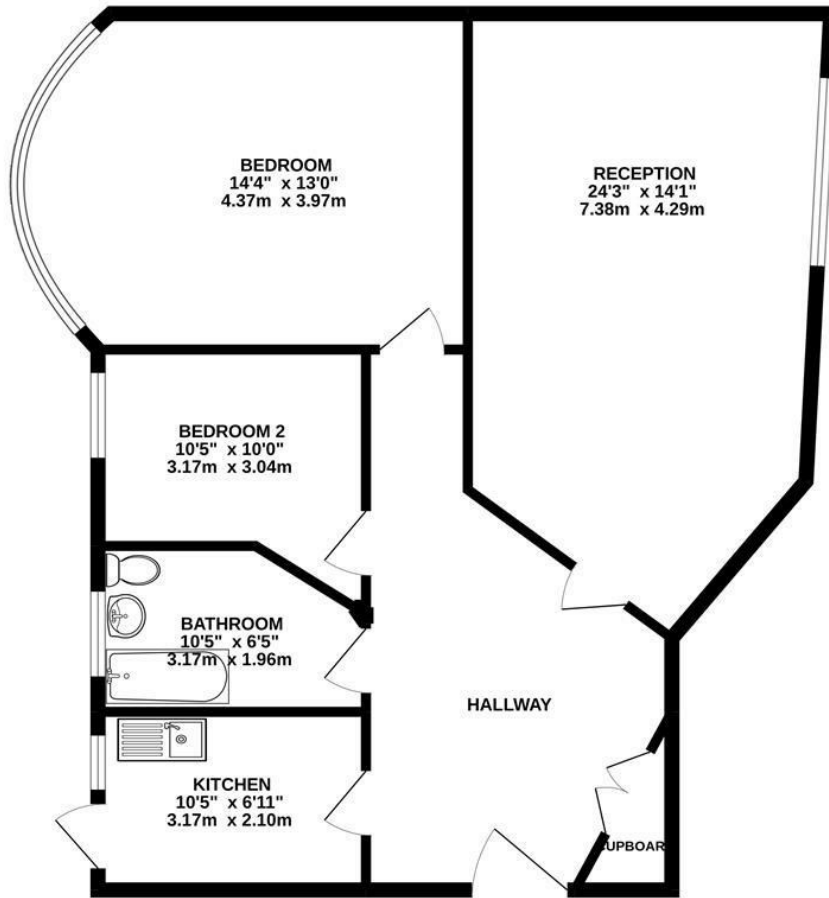 BEDROOM
14'4" x 13'0"
4.37m x 3.97m
RECEPTION
24'3" x 14'1"
7.38m x 4.29m
BEDROOM 2
10'5" x 10'0"
3.17m x 3.04m
BATHROOM
10'5" x 6'5"
3.17m x 1.96m
HALLWAY
KITCHEN
10'5" x 6'11"
3.17m x 2.10m
UPBOAR